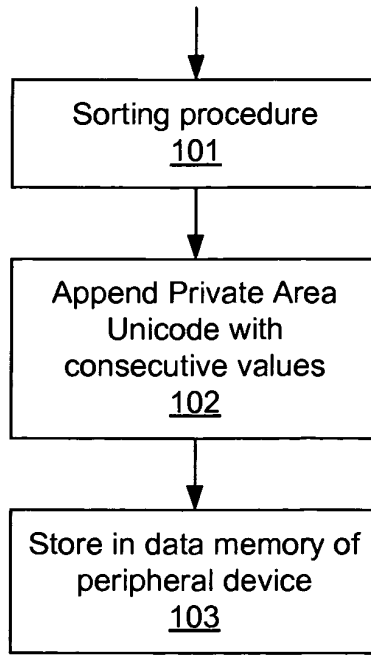 Sorting procedure
101
Append Private Area
Unicode with
consecutive values
102
Store in data memory of
peripheral device
103